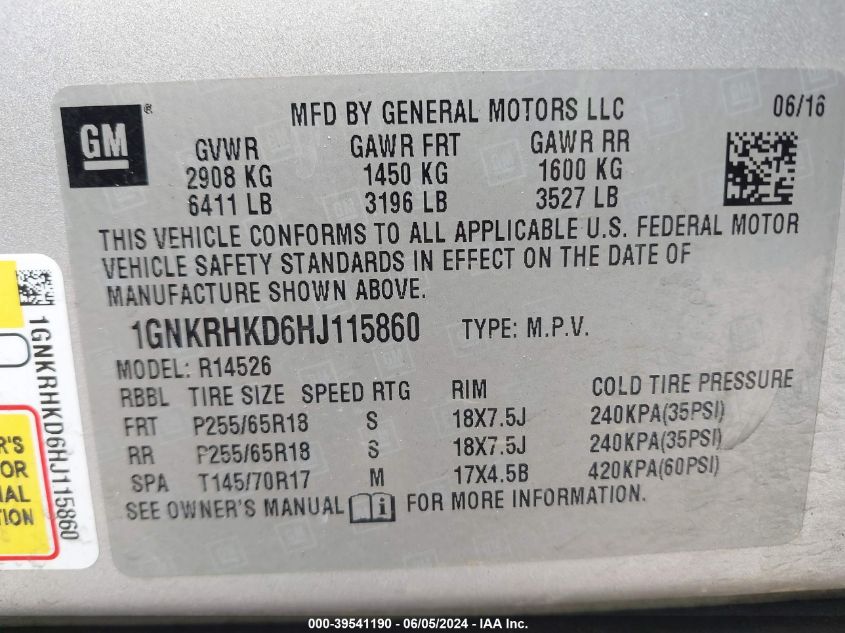 GM
®
MFD BY GENERAL MOTORS LLC
06/16
GVWR GAWR FRT GAWR RR
2908 KG 1450 KG 1600 KG
6411 LB 3196 LB 3527 LB
THIS VEHICLE CONFORMS TO ALL APPLICABLE U.S. FEDERAL MOTOR
VEHICLE SAFETY STANDARDS IN EFFECT ON THE DATE OF
MANUFACTURE SHOWN ABOVE.
1GNKRHKD6HJ115860 TYPE: M.P.V.
MODEL: R14526
RBBL TIRE SIZE SPEED RTG RIM COLD TIRE PRESSURE
FRT P255/65R18 S 18X7.5J 240KPA(35PSI)
RR P255/65R18 S 18X7.5J 240KPA(35PSI)
SPA T145/70R17 M 17X4.5B 420KPA(60PSI)
SEE OWNER'S MANUAL FOR MORE INFORMATION.
1GNKRHKD6HJ115860
R'S
OR
IAL
TION
000-39541190 - 06/05/2024 - IAA Inc.